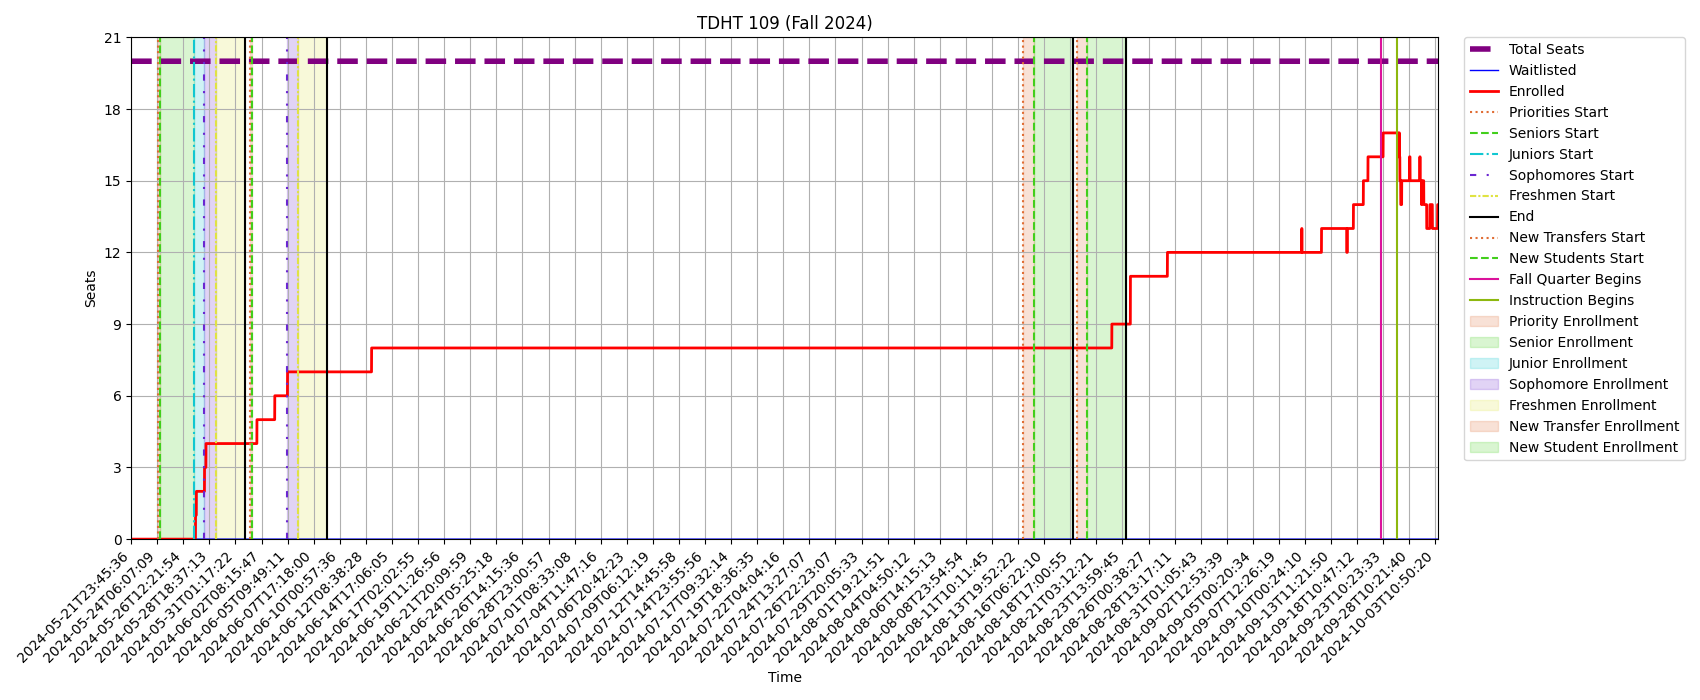 TDHT 109 (Fall 2024)
21
18
15
12
9
6
3
0
Seats
2024-05-21T23:45:36
2024-05-24T06:07:09
2024-05-26T12:21:54
2024-05-28T18:37:13
2024-05-31T01:17:22
2024-06-02T08:15:47
2024-06-05T09:49:11
2024-06-07T17:18:00
2024-06-10T00:57:36
2024-06-12T08:38:28
2024-06-14T17:06:05
2024-06-17T02:02:55
2024-06-19T11:26:56
2024-06-21T20:09:59
2024-06-24T05:25:18
2024-06-26T14:15:36
2024-06-28T23:00:57
2024-07-01T08:33:08
2024-07-04T11:47:16
2024-07-06T20:42:23
2024-07-09T06:12:19
2024-07-12T14:45:58
2024-07-14T23:55:56
2024-07-17T09:32:14
2024-07-19T18:36:35
2024-07-22T04:04:16
2024-07-24T13:27:07
2024-07-26T22:23:07
2024-07-29T20:05:33
2024-08-01T19:21:51
2024-08-04T04:50:12
2024-08-06T14:15:13
2024-08-08T23:54:54
2024-08-11T10:11:45
2024-08-13T19:52:22
2024-08-16T06:22:10
2024-08-18T17:00:55
2024-08-21T03:12:21
2024-08-23T13:59:45
2024-08-26T00:38:27
2024-08-28T13:17:11
2024-08-31T01:05:43
2024-09-02T12:53:39
2024-09-05T00:20:34
2024-09-07T12:26:19
2024-09-10T00:24:10
2024-09-13T11:21:50
2024-09-18T10:47:12
2024-09-23T10:23:33
2024-09-28T10:21:40
2024-10-03T10:50:20
Time
Total Seats
Waitlisted
Enrolled
Priorities Start
Seniors Start
Juniors Start
Sophomores Start
Freshmen Start
End
New Transfers Start
New Students Start
Fall Quarter Begins
Instruction Begins
Priority Enrollment
Senior Enrollment
Junior Enrollment
Sophomore Enrollment
Freshmen Enrollment
New Transfer Enrollment
New Student Enrollment